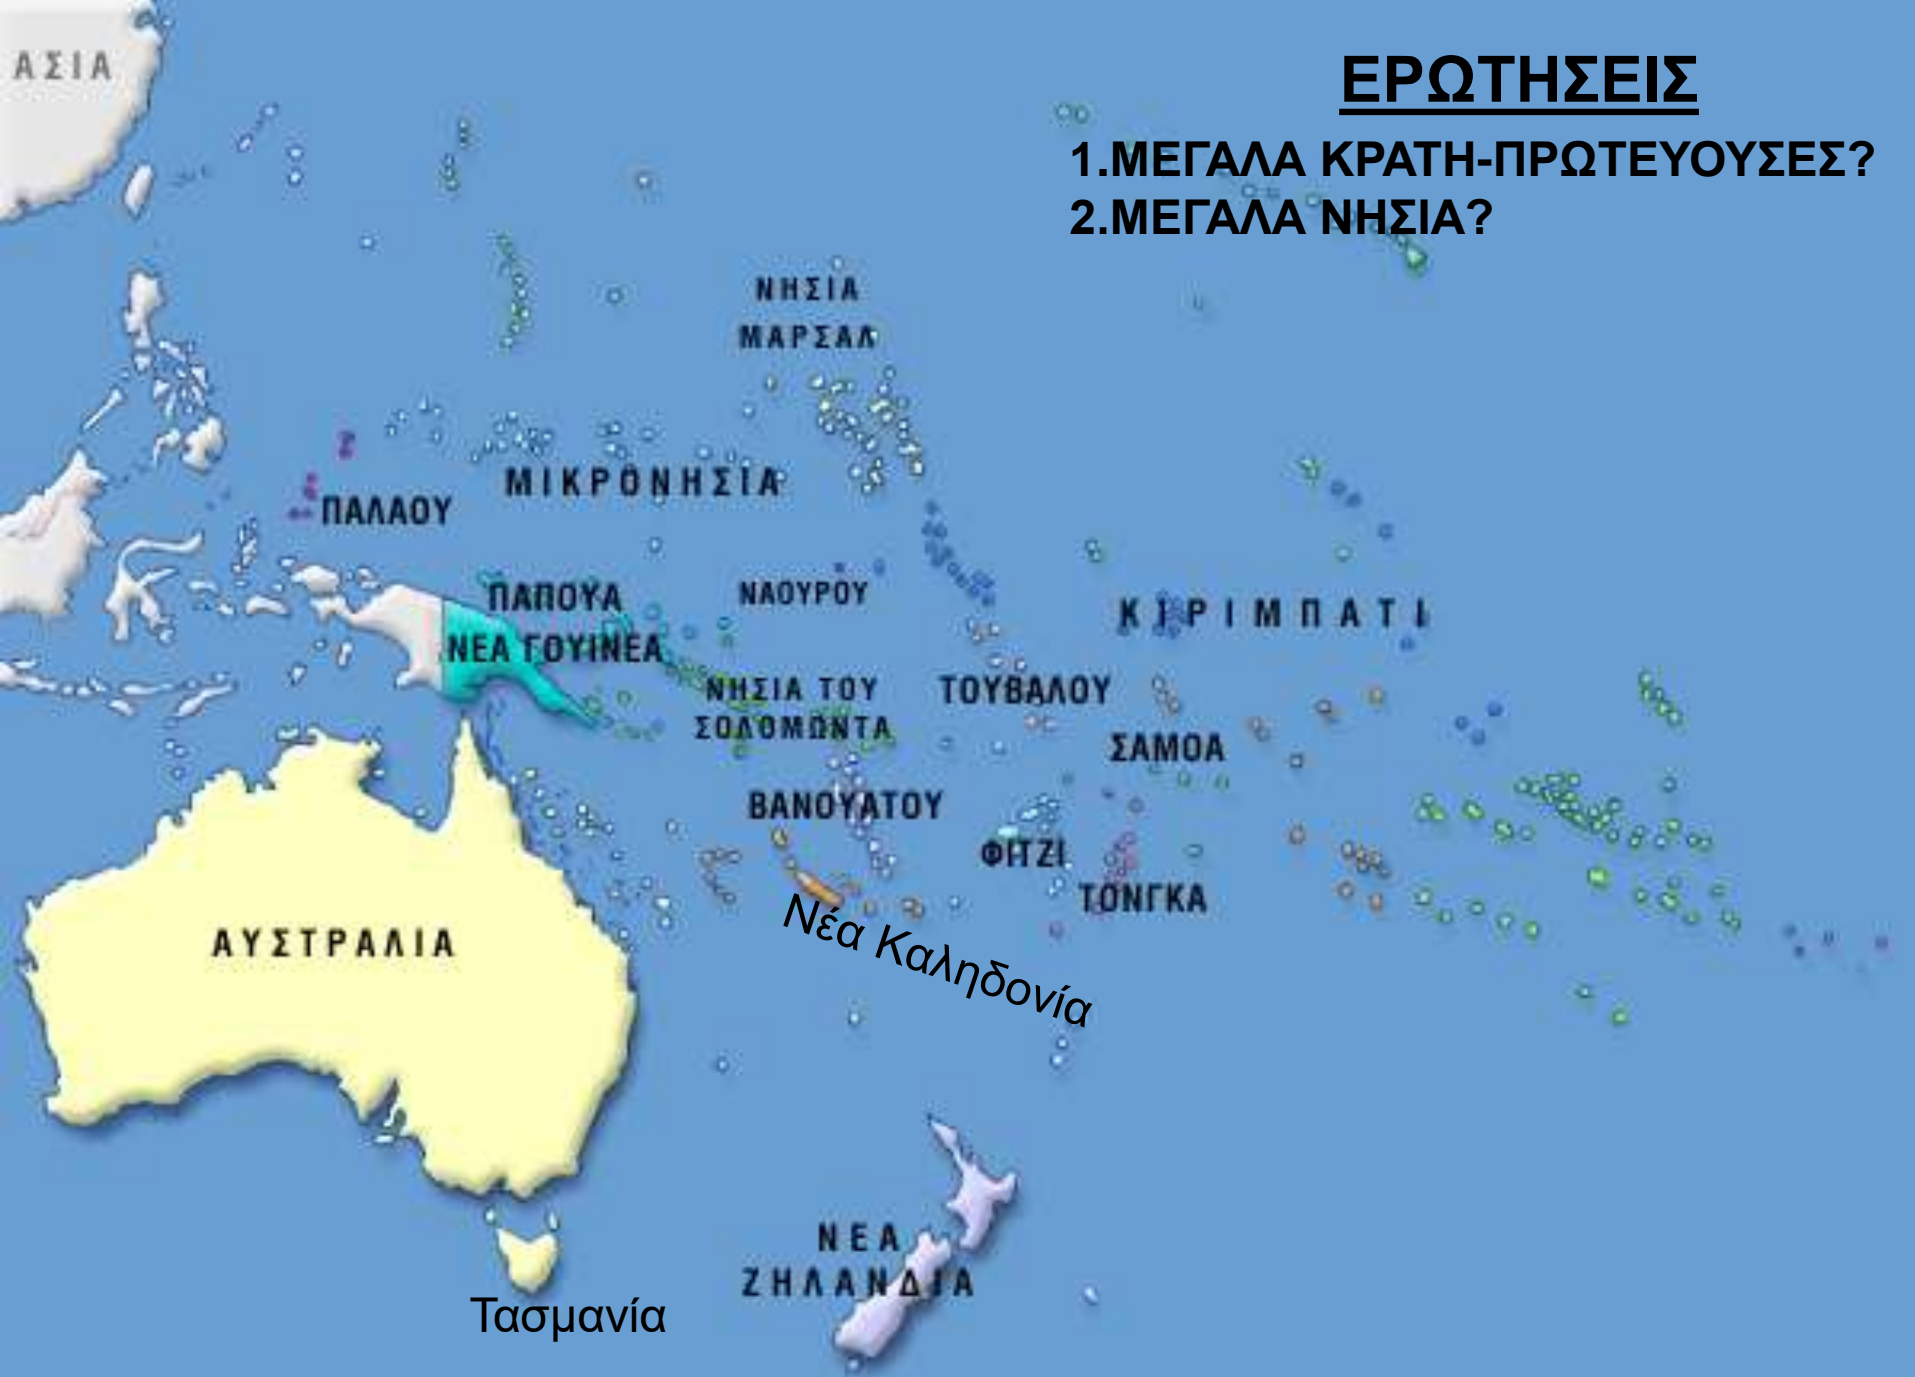 ΑΣΙΑ
ΕΡΩΤΗΣΕΙΣ
1.ΜΕΓΑΛΑ ΚΡΑΤΗ-ΠΡΩΤΕΥΟΥΣΕΣ?
2.ΜΕΓΑΛΑ ΝΗΣΙΑ?
ΝΗΣΙΑ
ΜΑΡΣΑΛ
ΜΙΚΡΟΝΗΣΙΑ
ΠΑΛΑΟΥ
ΠΑΠΟΥΑ
ΝΕΑ ΓΟΥΙΝΕΑ
ΝΑΟΥΡΟΥ
ΚΙΡΙΜΠΑΤΙ
ΝΗΣΙΑ ΤΟΥ
ΣΟΛΟΜΩΝΤΑ
ΤΟΥΒΑΛΟΥ
ΣΑΜΟΑ
ΒΑΝΟΥΑΤΟΥ
ΦΙΤΖΙ
ΤΟΝΓΚΑ
Νέα Καληδονία
ΑΥΣΤΡΑΛΙΑ
ΝΕΑ
ΖΗΛΑΝΔΙΑ
Τασμανία